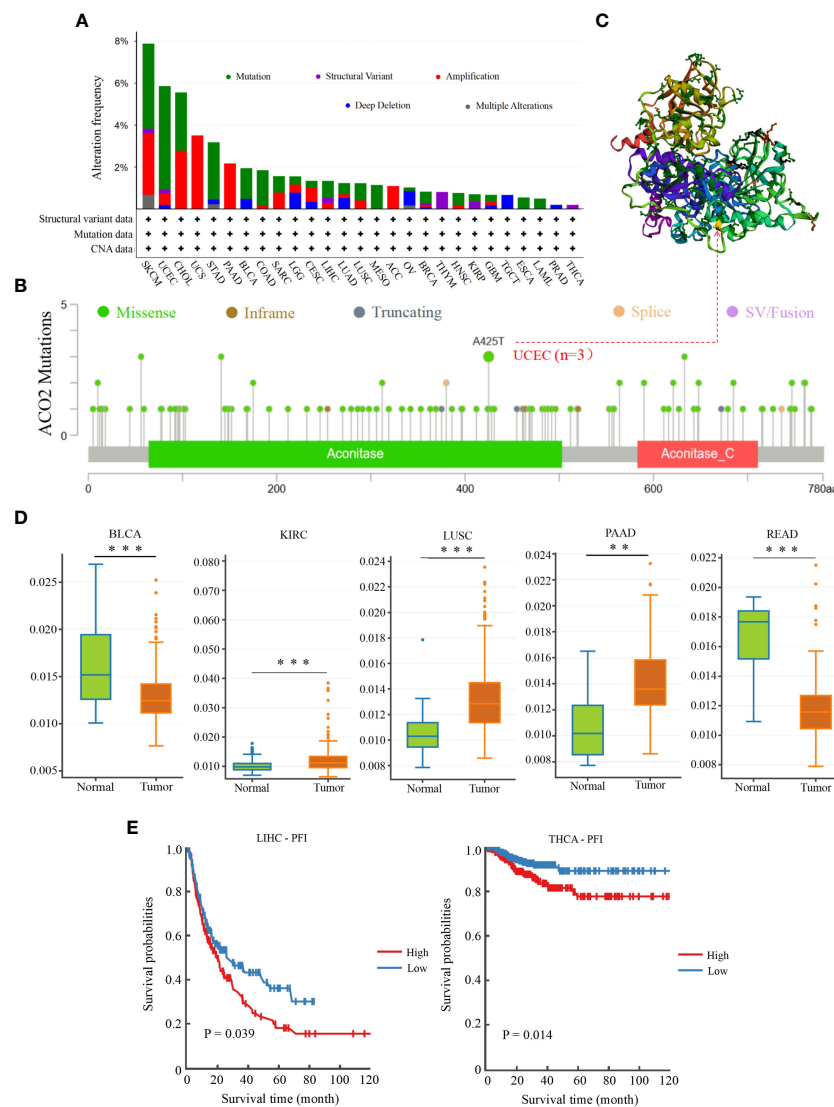 A
C
8%
6%
4%
2%
Alteration frequency
Mutation
Structural Variant
Amplification
Deep Deletion
Multiple Alterations
Structural variant data
+ + + + + + + + + + + + + + + + + + + + + + + +
Mutation data
+ + + + + + + + + + + + + + + + + + + + + + + +
CNA data
+ + + + + + + + + + + + + + + + + + + + + + + +
SKCM
UCEC
CHOL
UCS
STAD
PAAD
BLCA
COAD
SARC
LGG
CESC
LIHC
LUAD
LUSC
MESO
ACC
OV
BRCA
THYM
HNSC
KIRP
GBM
TGCT
ESCA
LAML
PRAD
THCA
B
5
0
ACO2 Mutations
Missense
Inframe
Truncating
Splice
SV/Fusion
A425T
UCEC (n=3)
Aconitase
Aconitase_C
0
200
400
600
780aa
D
BLCA
***
0.025
0.020
0.015
0.010
0.005
Normal
Tumor
KIRC
***
0.080
0.070
0.060
0.050
0.040
0.030
0.020
0.010
Normal
Tumor
LUSC
***
0.024
0.022
0.020
0.018
0.016
0.014
0.012
0.010
0.008
Normal
Tumor
PAAD
**
0.024
0.022
0.020
0.018
0.016
0.014
0.012
0.010
0.008
Normal
Tumor
READ
***
0.022
0.020
0.018
0.016
0.014
0.012
0.010
0.008
Normal
Tumor
E
LIHC - PFI
1.0
0.8
0.6
0.4
0.2
Survival probabilities
High
Low
P = 0.039
0 20 40 60 80 100 120
Survival time (month)
THCA - PFI
1.0
0.8
0.6
0.4
0.2
0.0
Survival probabilities
High
Low
P = 0.014
0 20 40 60 80 100 120
Survival time (month)